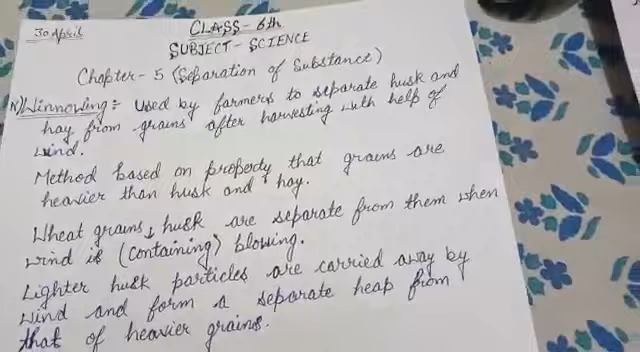 30 April
CLASS - 6th
SUBJECT - SCIENCE
Chapter - 5 (Separation of Substance)
Winnowing :- Used by farmers to separate husk and
hay from grains after harvesting with help of
wind.
Method based on property that grains are
heavier than husk and hay.
Wheat grains & husk are separate from them when
wind is (containing) blowing.
Lighter husk particles are carried away by
wind and form a separate heap from
that of heavier grains.